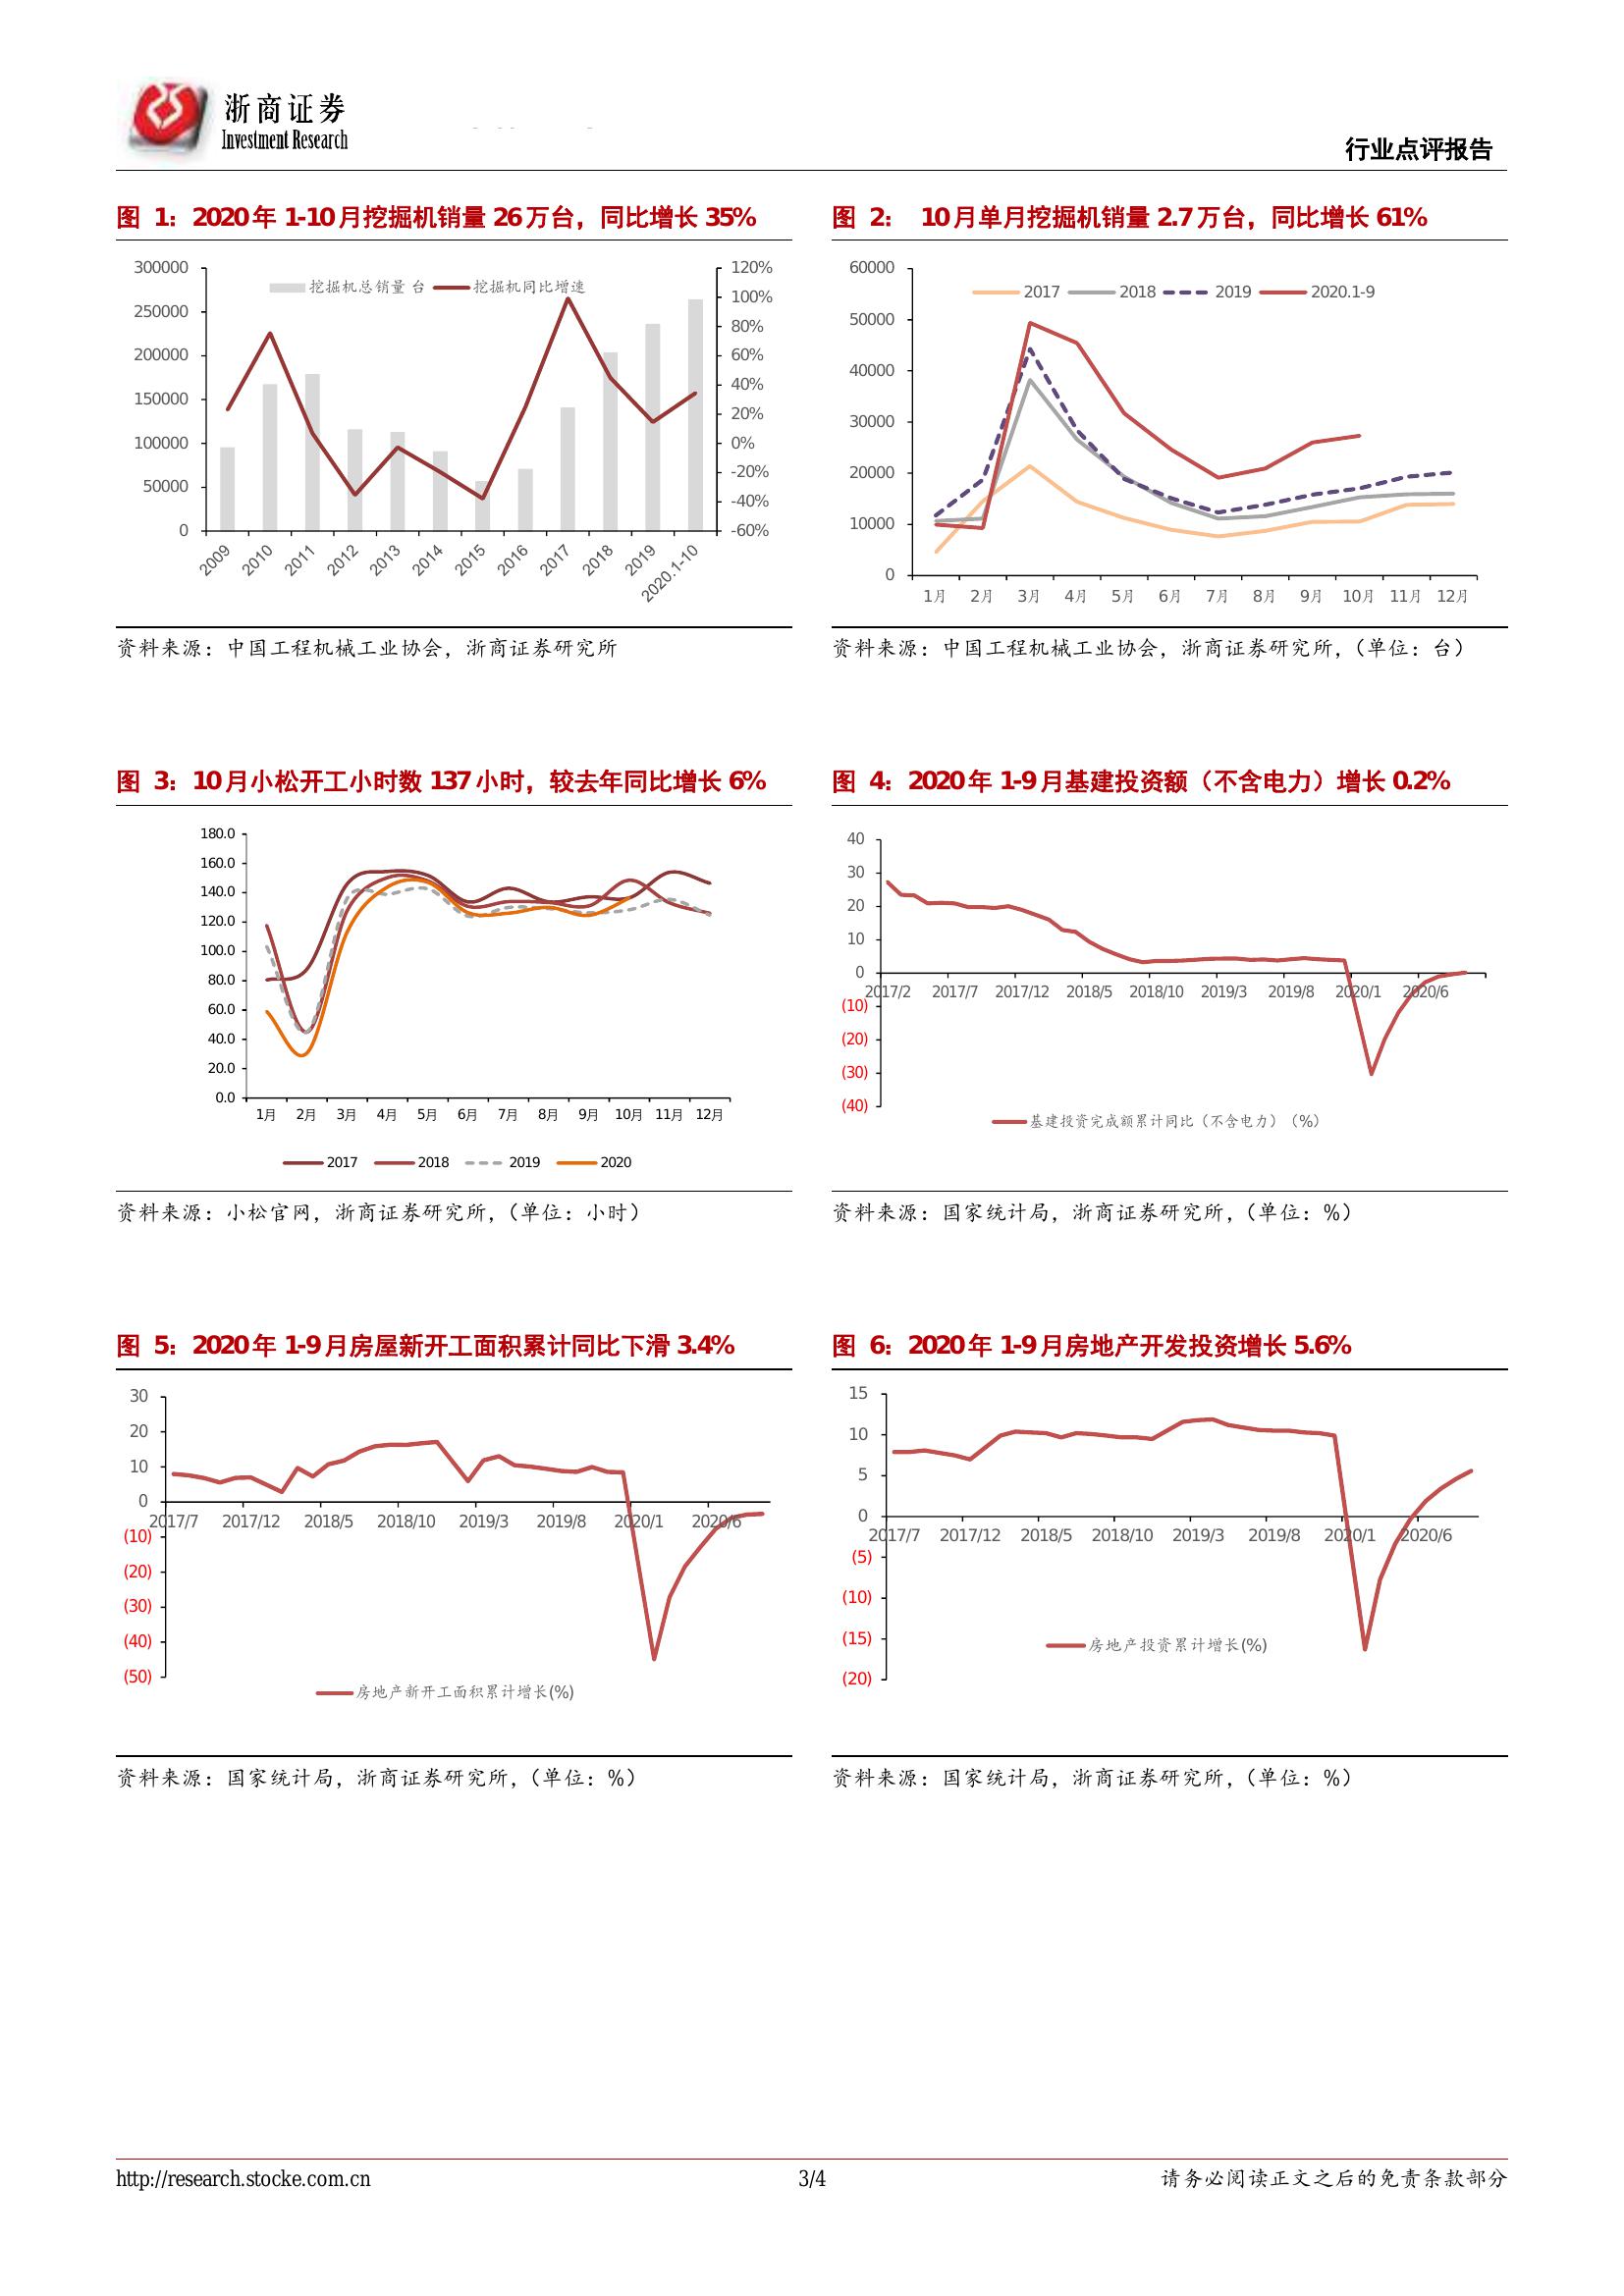 浙商证券
Investment Research
行业点评报告
图 1：2020年 1-10月挖掘机销量 26万台，同比增长 35%
300000
250000
200000
150000
100000
50000
0
120%
100%
80%
60%
40%
20%
0%
-20%
-40%
-60%
挖掘机总销量 台 挖掘机同比增速
2009 2010 2011 2012 2013 2014 2015 2016 2017 2018 2019 2020.1-10
资料来源：中国工程机械工业协会，浙商证券研究所
图 2： 10月单月挖掘机销量 2.7万台，同比增长 61%
60000
50000
40000
30000
20000
10000
0
2017 2018 2019 2020.1-9
1月 2月 3月 4月 5月 6月 7月 8月 9月 10月 11月 12月
资料来源：中国工程机械工业协会，浙商证券研究所，（单位：台）
图 3：10月小松开工小时数 137小时，较去年同比增长 6%
180.0
160.0
140.0
120.0
100.0
80.0
60.0
40.0
20.0
0.0
1月 2月 3月 4月 5月 6月 7月 8月 9月 10月 11月 12月
2017 2018 2019 2020
资料来源：小松官网，浙商证券研究所，（单位：小时）
图 4：2020年 1-9月基建投资额（不含电力）增长 0.2%
40
30
20
10
0
(10)
(20)
(30)
(40)
2017/2 2017/7 2017/12 2018/5 2018/10 2019/3 2019/8 2020/1 2020/6
基建投资完成额累计同比（不含电力）（%）
资料来源：国家统计局，浙商证券研究所，（单位：%）
图 5：2020年 1-9月房屋新开工面积累计同比下滑 3.4%
30
20
10
0
(10)
(20)
(30)
(40)
(50)
2017/7 2017/12 2018/5 2018/10 2019/3 2019/8 2020/1 2020/6
房地产新开工面积累计增长(%)
资料来源：国家统计局，浙商证券研究所，（单位：%）
图 6：2020年 1-9月房地产开发投资增长 5.6%
15
10
5
0
(5)
(10)
(15)
(20)
2017/7 2017/12 2018/5 2018/10 2019/3 2019/8 2020/1 2020/6
房地产投资累计增长(%)
资料来源：国家统计局，浙商证券研究所，（单位：%）
http://research.stocke.com.cn 3/4 请务必阅读正文之后的免责条款部分